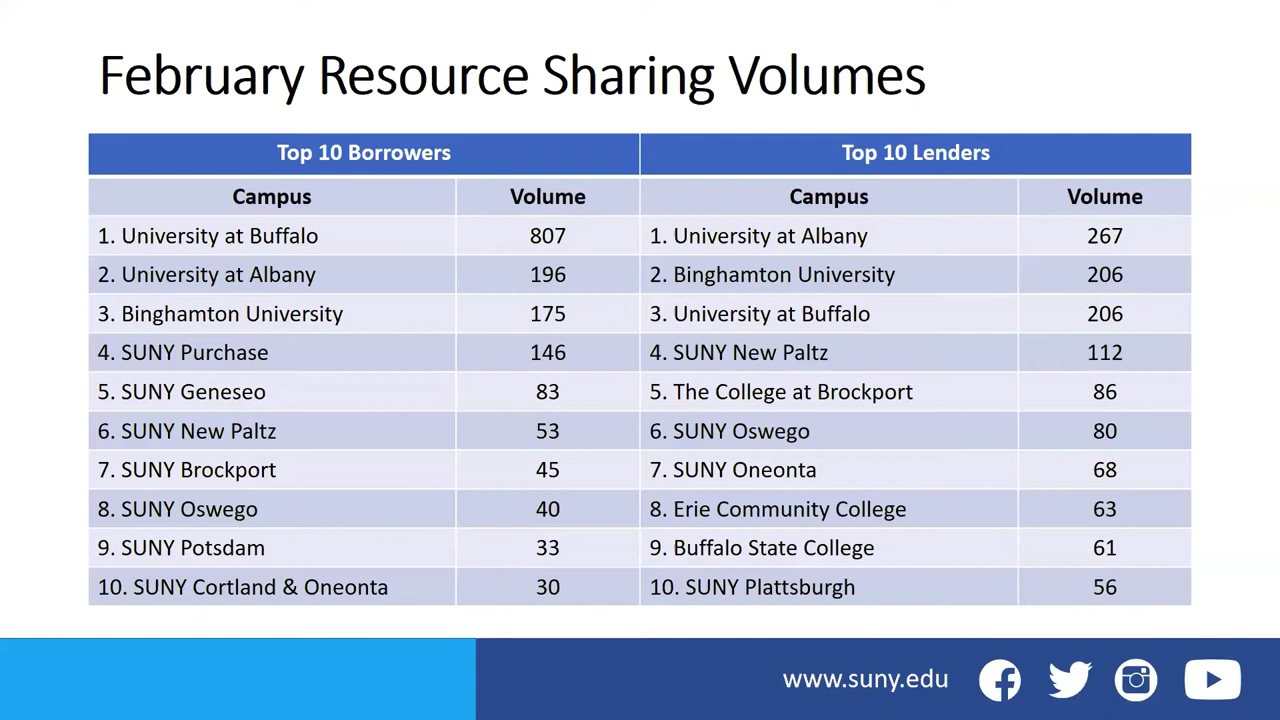 February Resource Sharing Volumes
Top 10 Borrowers Top 10 Lenders
Campus Volume Campus Volume
1. University at Buffalo 807 1. University at Albany 267
2. University at Albany 196 2. Binghamton University 206
3. Binghamton University 175 3. University at Buffalo 206
4. SUNY Purchase 146 4. SUNY New Paltz 112
5. SUNY Geneseo 83 5. The College at Brockport 86
6. SUNY New Paltz 53 6. SUNY Oswego 80
7. SUNY Brockport 45 7. SUNY Oneonta 68
8. SUNY Oswego 40 8. Erie Community College 63
9. SUNY Potsdam 33 9. Buffalo State College 61
10. SUNY Cortland & Oneonta 30 10. SUNY Plattsburgh 56
www.suny.edu